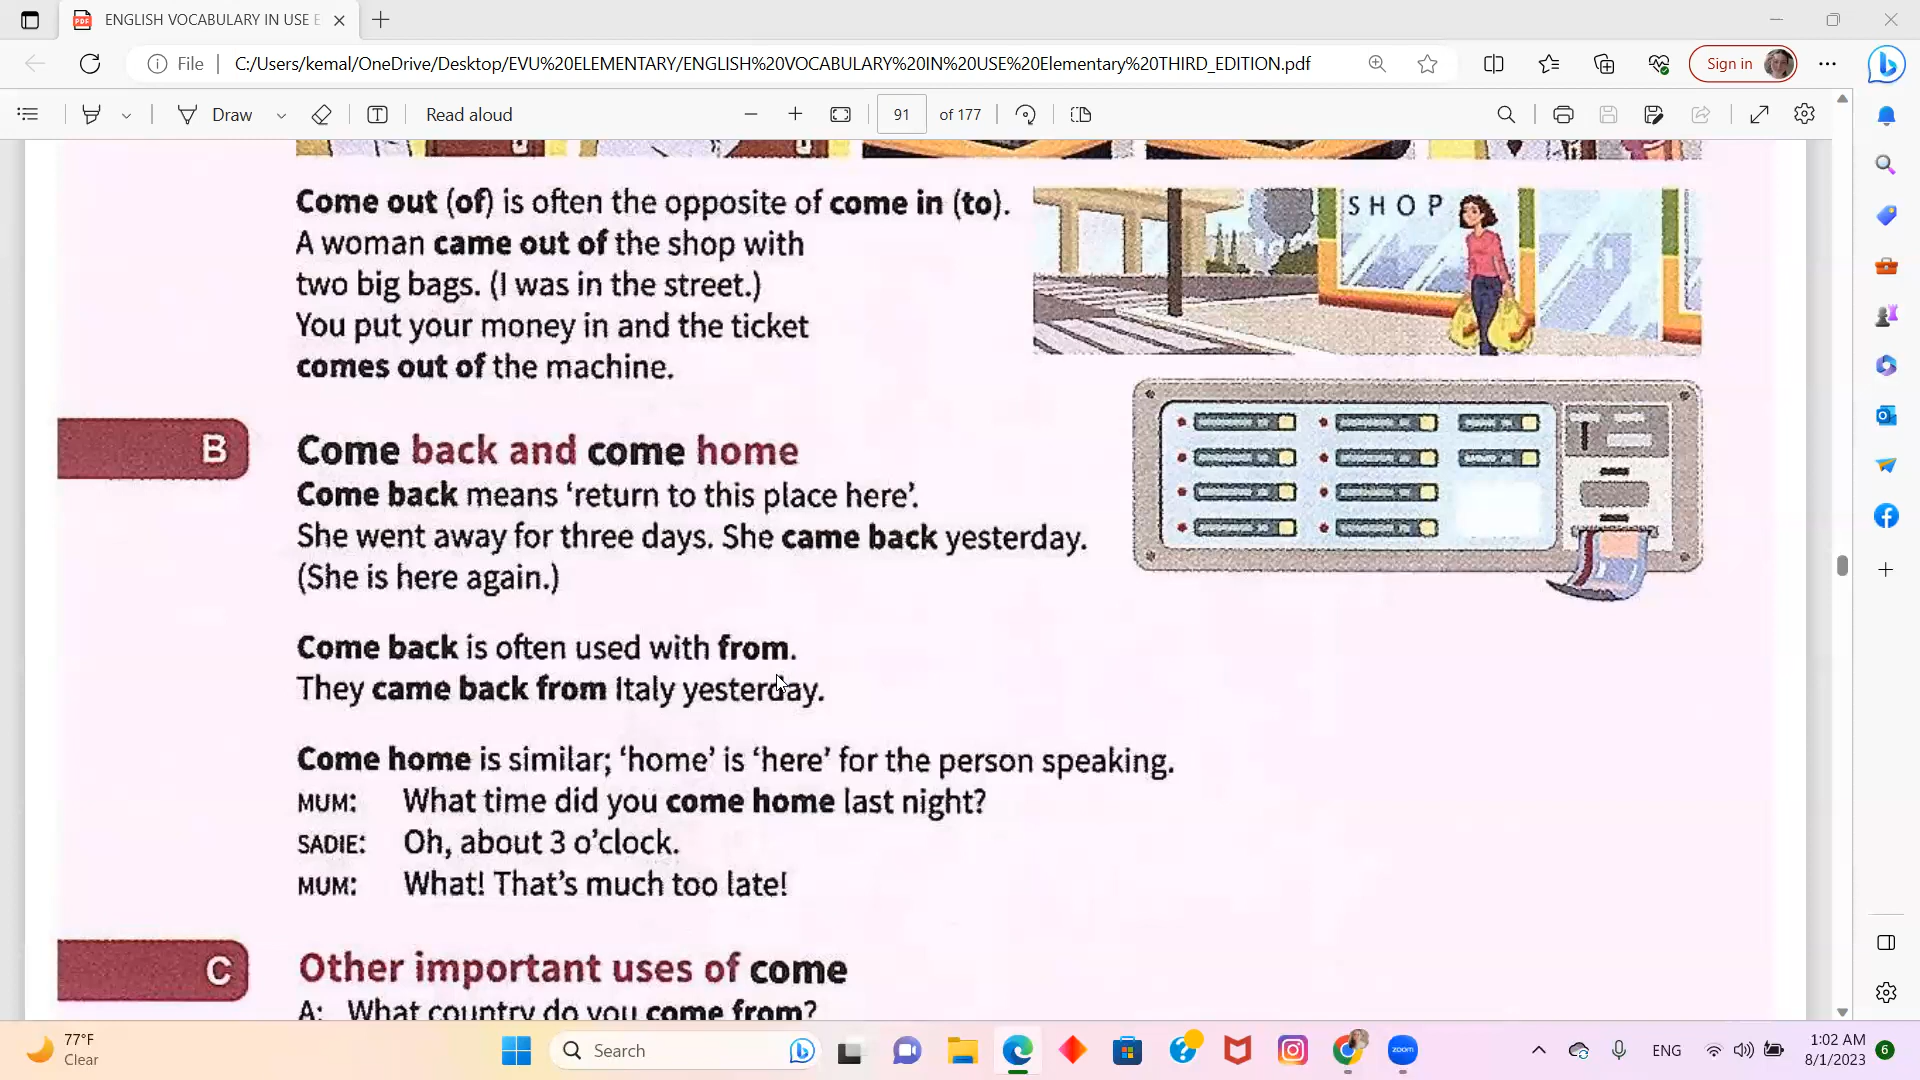 ENGLISH VOCABULARY IN USE E
File
C:/Users/kemal/OneDrive/Desktop/EVU%20ELEMENTARY/ENGLISH%20VOCABULARY%20IN%20USE%20Elementary%20THIRD_EDITION.pdf
Sign in
Draw
Read aloud
91 of 177
Come out (of) is often the opposite of come in (to).
A woman came out of the shop with
two big bags. (I was in the street.)
You put your money in and the ticket
comes out of the machine.
SHOP
B
Come back and come home
Come back means ‘return to this place here’.
She went away for three days. She came back yesterday.
(She is here again.)
Come back is often used with from.
They came back from Italy yesterday.
Come home is similar; ‘home’ is ‘here’ for the person speaking.
MUM: What time did you come home last night?
SADIE: Oh, about 3 o’clock.
MUM: What! That’s much too late!
C
Other important uses of come
A: What country do you come from?
77°F
Clear
Search
zoom
ENG
1:02 AM
8/1/2023
6